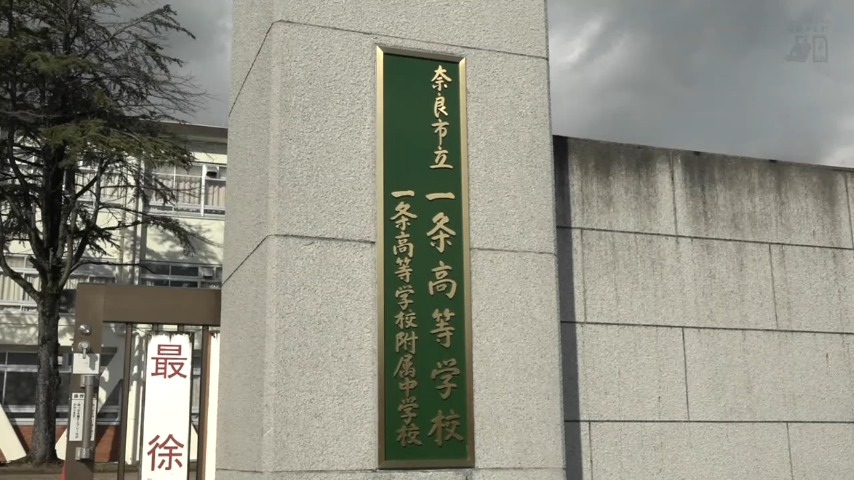 奈良市立
一条高等学校
一条高等学校附属中学校
最
徐